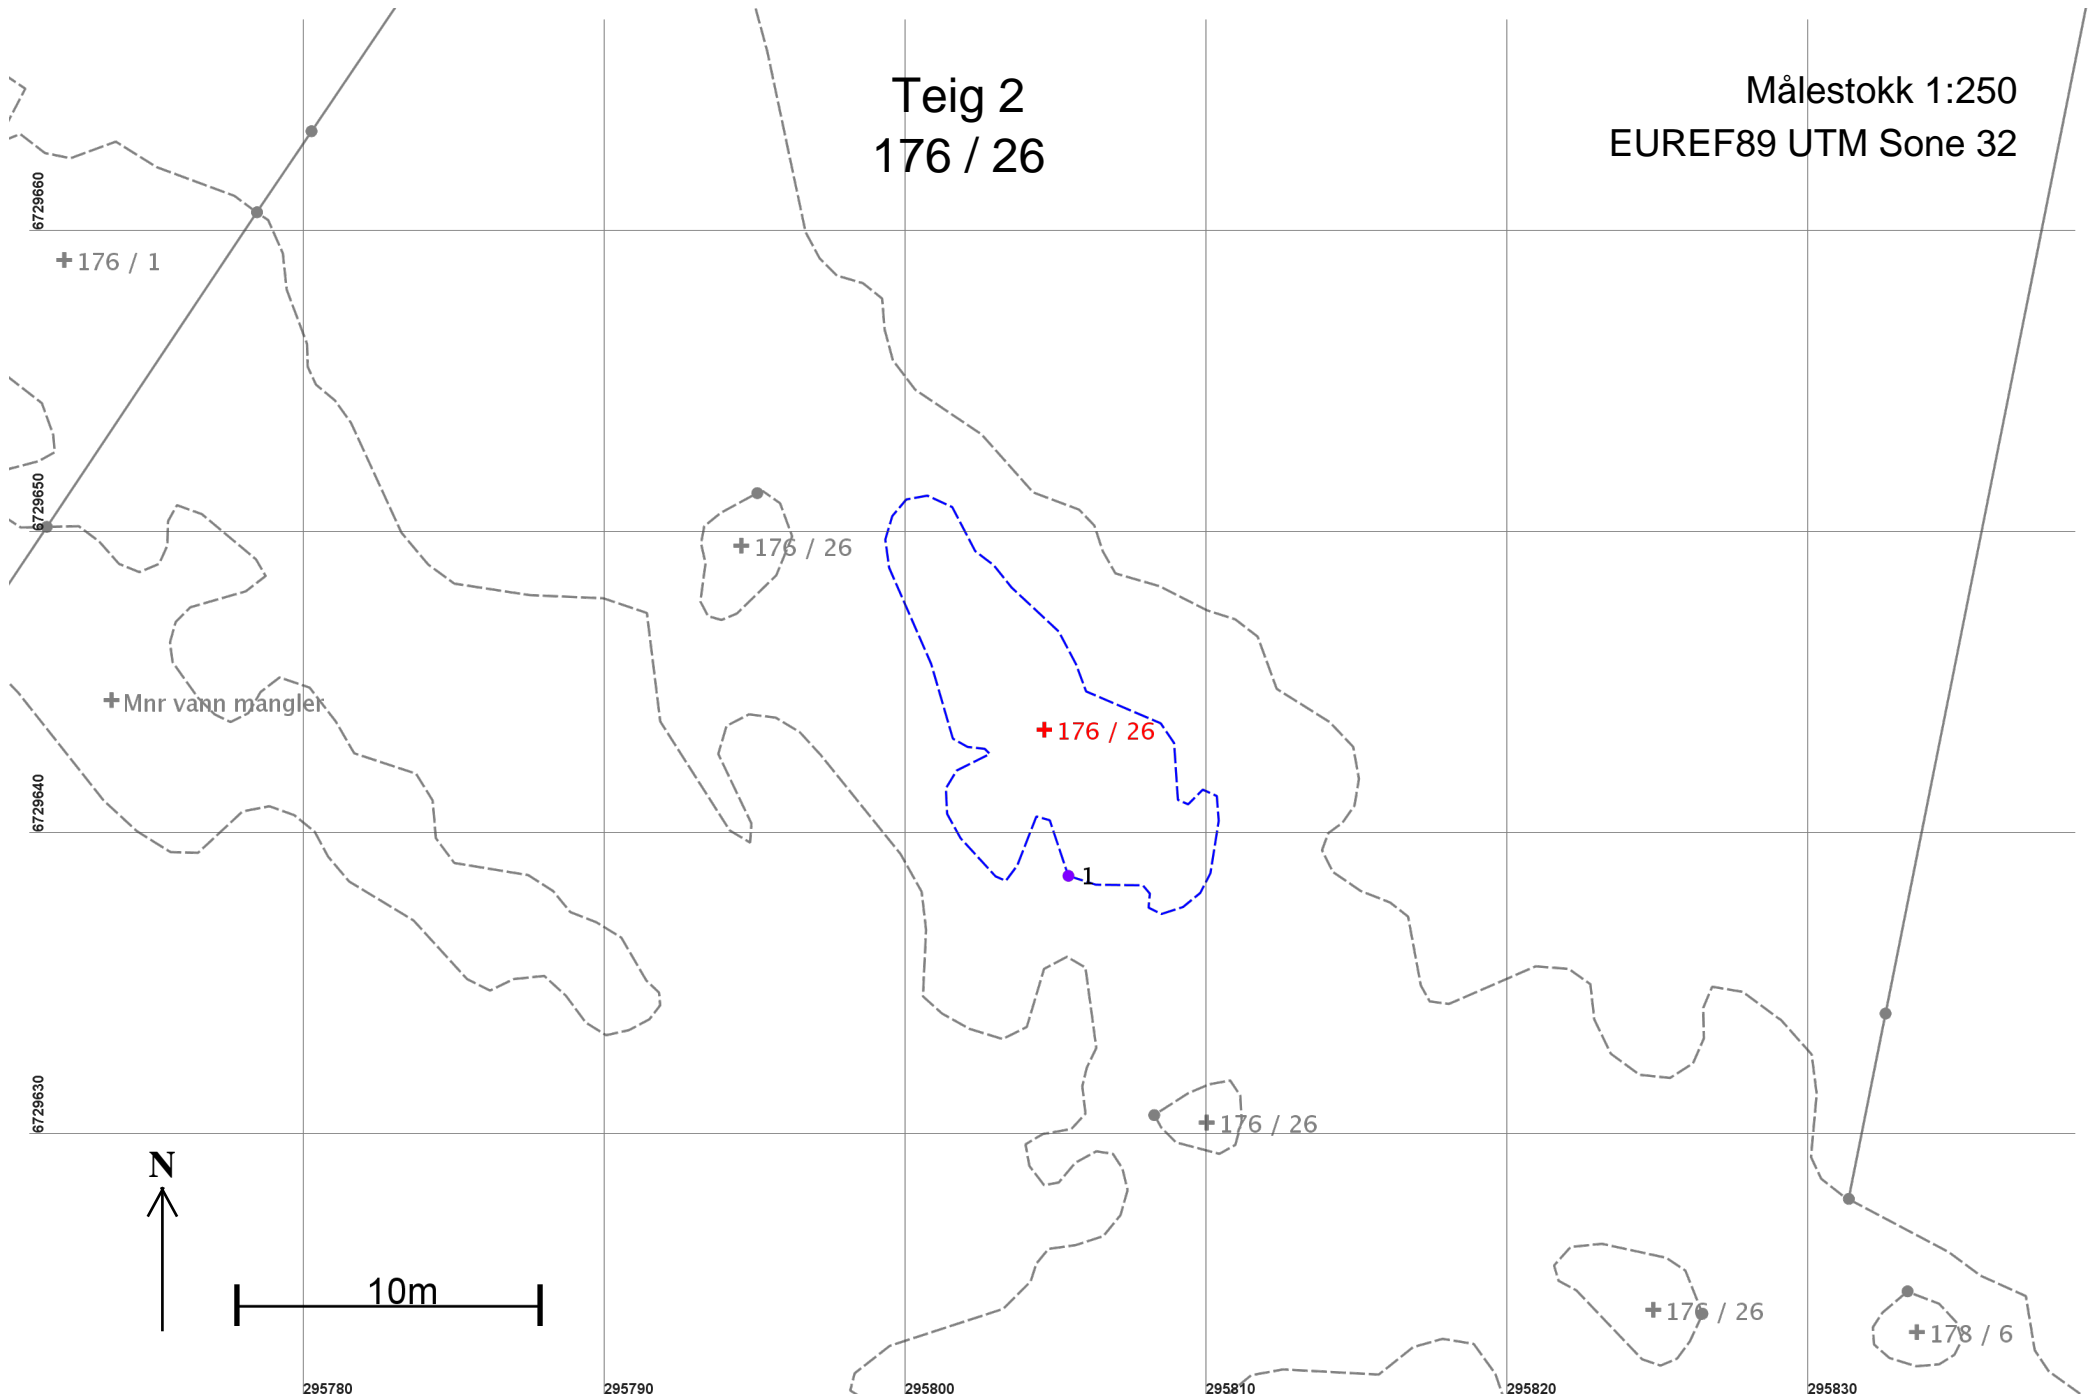 Teig 2
176 / 26
Målestokk 1:250
EUREF89 UTM Sone 32
6729660
176 / 1
6729650
176 / 26
Mnr vann mangler
176 / 26
6729640
1
6729630
176 / 26
N
10m
176 / 26
178 / 6
295780
295790
295800
295810
295820
295830